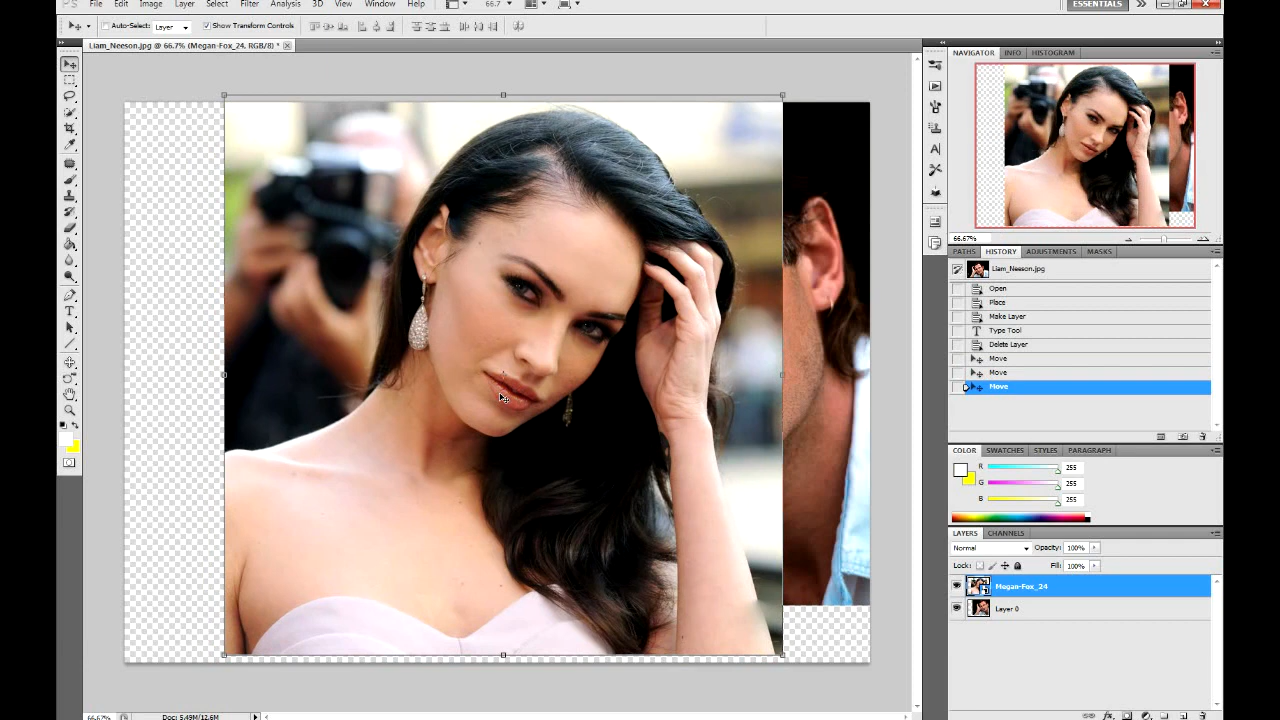 PS Edit Image Layer Select Filter Analysis 3D View Window Help 66.7 ESSENTIALS
Auto-Select: Layer Show Transform Controls
Liam_Neeson.jpg @ 66.7% (Megan-Fox_24, RGB/8) *
NAVIGATOR INFO HISTOGRAM
66.67%
PATHS HISTORY ADJUSTMENTS MASKS
Liam_Neeson.jpg
Open
Place
Make Layer
Type Tool
Delete Layer
Move
Move
Move
COLOR SWATCHES STYLES PARAGRAPH
R 255
G 255
B 255
LAYERS CHANNELS
Normal Opacity: 100%
Lock: Fill: 100%
Megan-Fox_24
Layer 0
66.67% Doc: 5.49M/12.6M